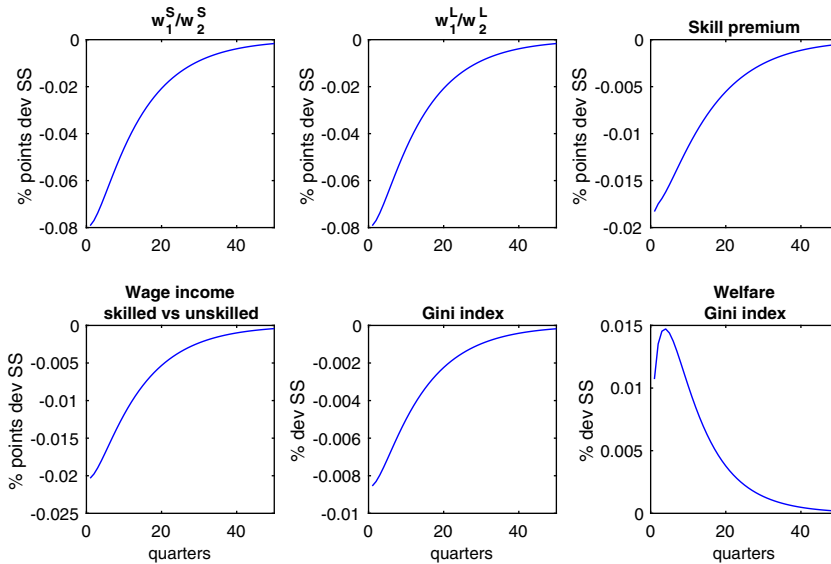 w₁ˢ/w₂ˢ
% points dev SS
0
-0.02
-0.04
-0.06
-0.08
0 20 40
w₁ᴸ/w₂ᴸ
% points dev SS
0
-0.02
-0.04
-0.06
-0.08
0 20 40
Skill premium
% points dev SS
0
-0.005
-0.01
-0.015
-0.02
0 20 40
Wage income
skilled vs unskilled
% points dev SS
0
-0.005
-0.01
-0.015
-0.02
-0.025
0 20 40
quarters
Gini index
% dev SS
0
-0.002
-0.004
-0.006
-0.008
-0.01
0 20 40
quarters
Welfare
Gini index
% dev SS
0.015
0.01
0.005
0
0 20 40
quarters